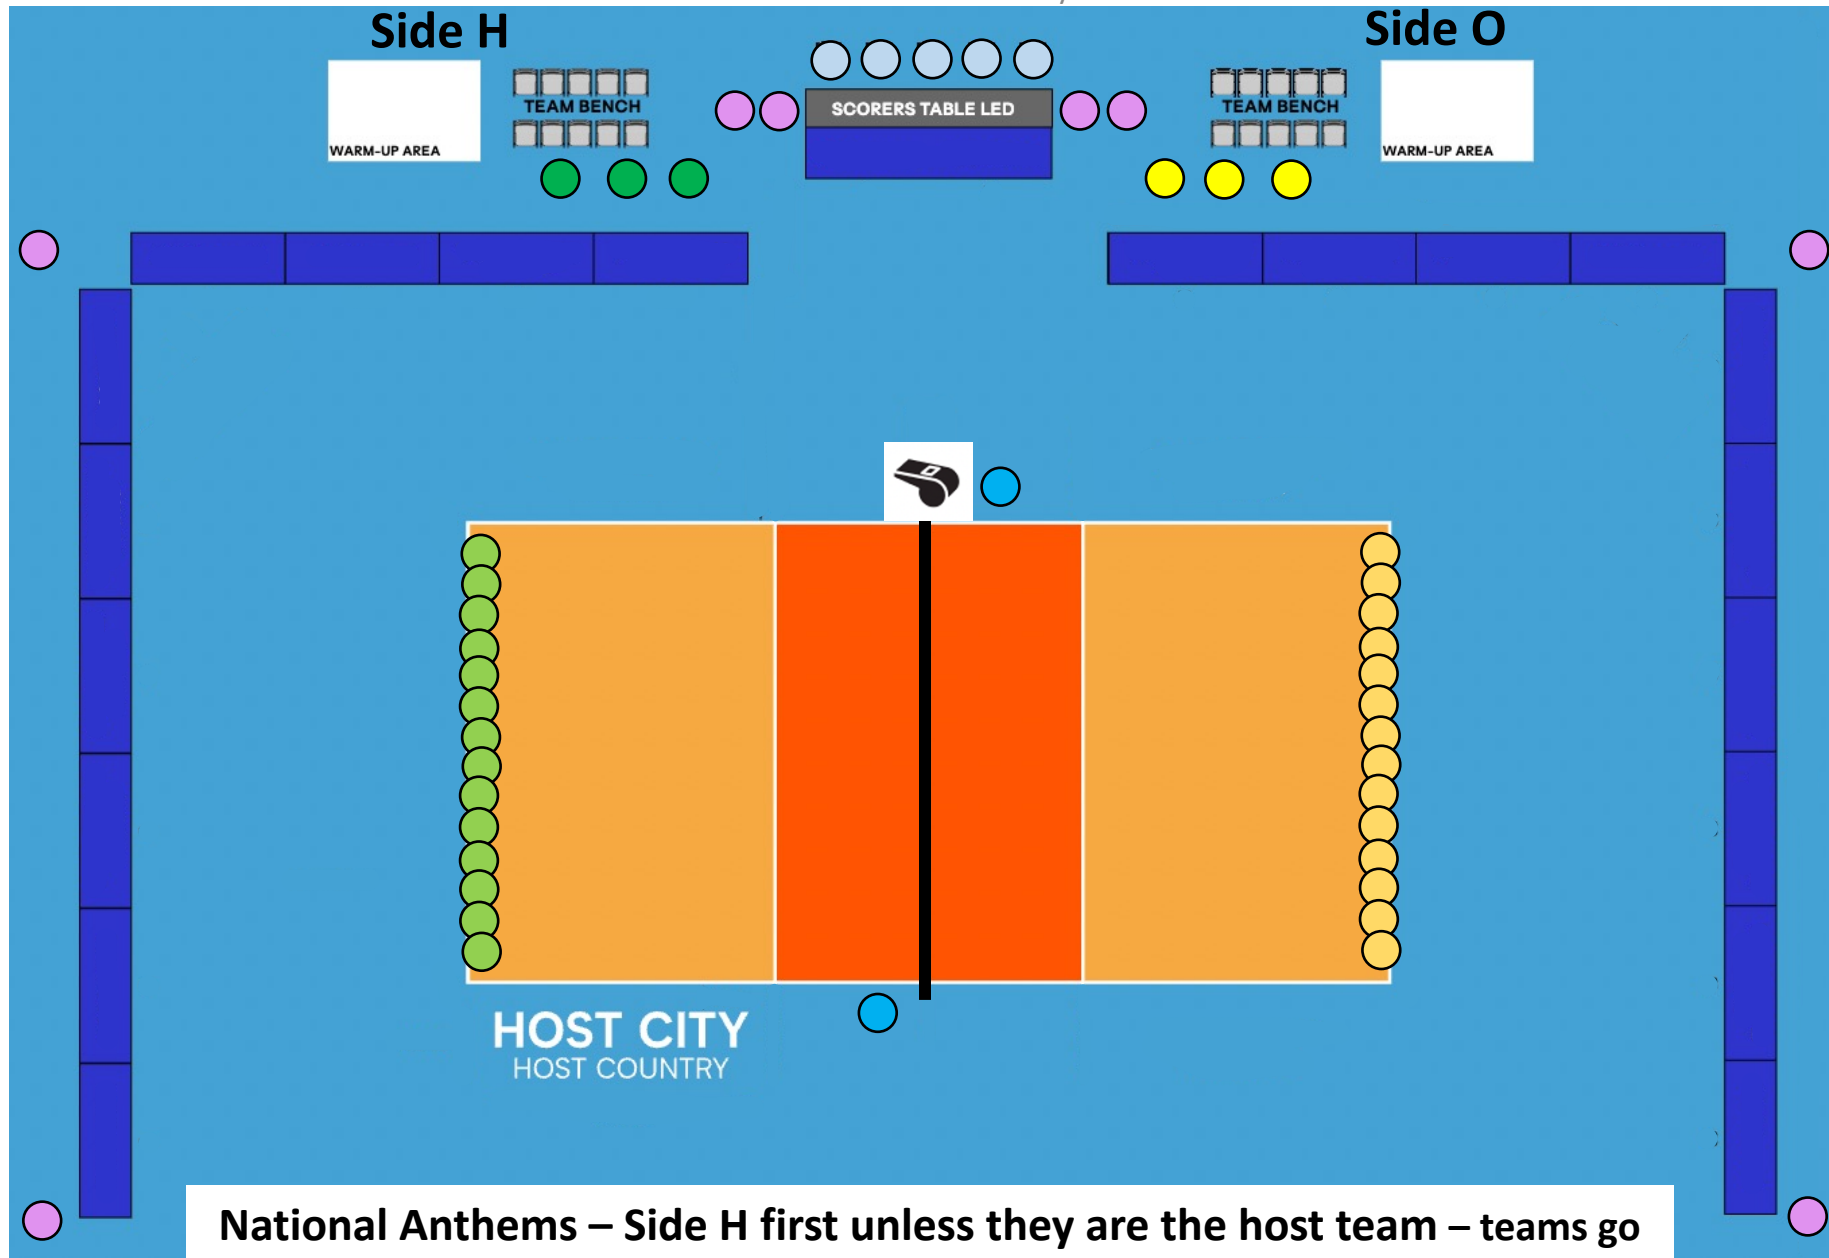 Side H
Side O
SCORERS TABLE LED
TEAM BENCH
TEAM BENCH
WARM-UP AREA
WARM-UP AREA
HOST CITY
HOST COUNTRY
National Anthems – Side H first unless they are the host team – teams go